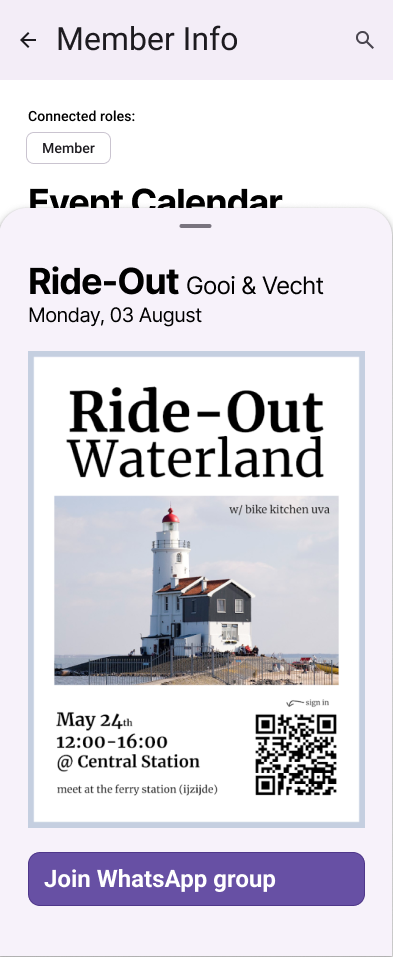 Member Info
Connected roles:
Member
Event Calendar
Ride-Out Gooi & Vecht
Monday, 03 August
Ride-Out
Waterland
w/ bike kitchen uva
sign in
May 24th
12:00-16:00
@ Central Station
meet at the ferry station (ijzijde)
Join WhatsApp group